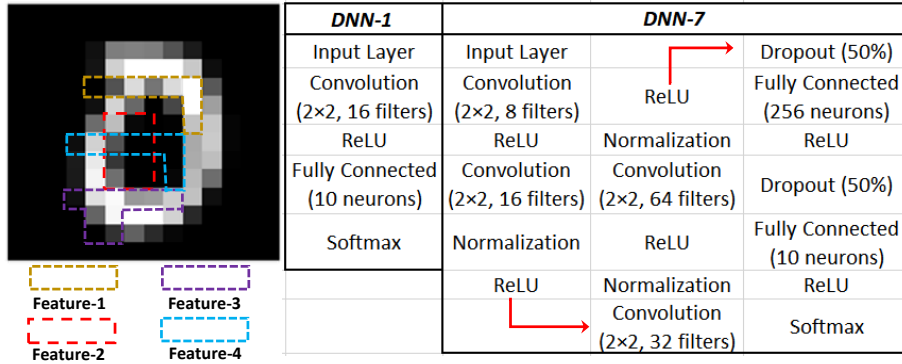 DNN-1
DNN-7
Input Layer
Convolution
(2×2, 16 filters)
ReLU
Fully Connected
(10 neurons)
Softmax
Input Layer
Convolution
(2×2, 8 filters)
ReLU
Convolution
(2×2, 16 filters)
Normalization
ReLU
ReLU
Normalization
Convolution
(2×2, 64 filters)
ReLU
Normalization
Convolution
(2×2, 32 filters)
Dropout (50%)
Fully Connected
(256 neurons)
ReLU
Dropout (50%)
Fully Connected
(10 neurons)
ReLU
Softmax
Feature-1
Feature-3
Feature-2
Feature-4